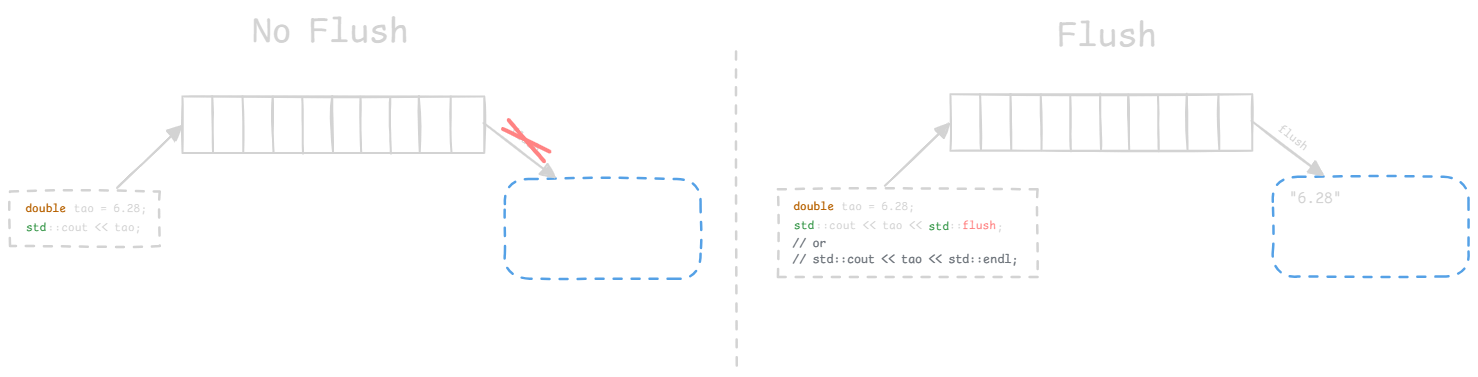 No Flush
double tao = 6.28;
std::cout << tao;
Flush
flush
double tao = 6.28;
std::cout << tao << std::flush;
// or
// std::cout << tao << std::endl;
"6.28"